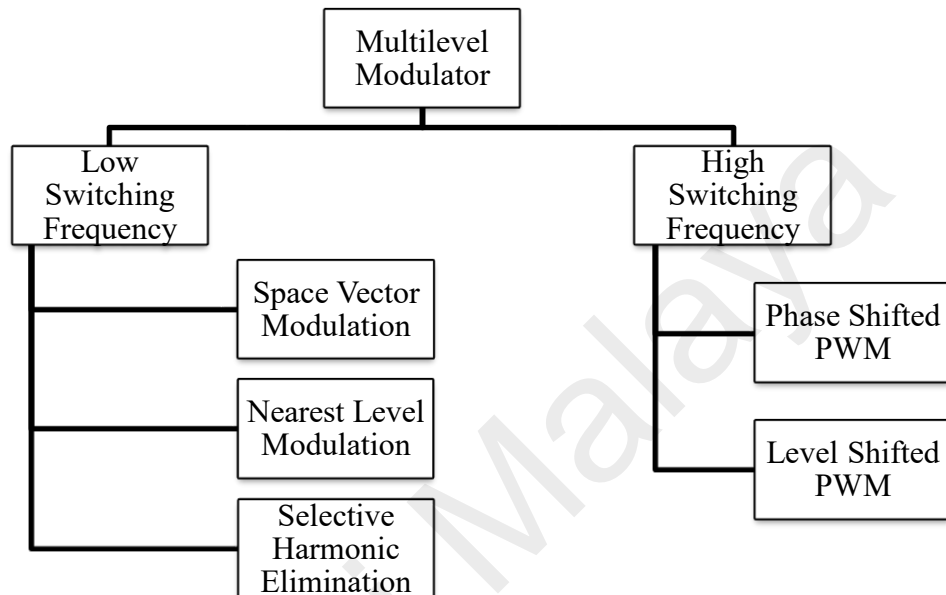 Multilevel
Modulator
Low
Switching
Frequency
High
Switching
Frequency
Space Vector
Modulation
Nearest Level
Modulation
Selective
Harmonic
Elimination
Phase Shifted
PWM
Level Shifted
PWM
Malaya